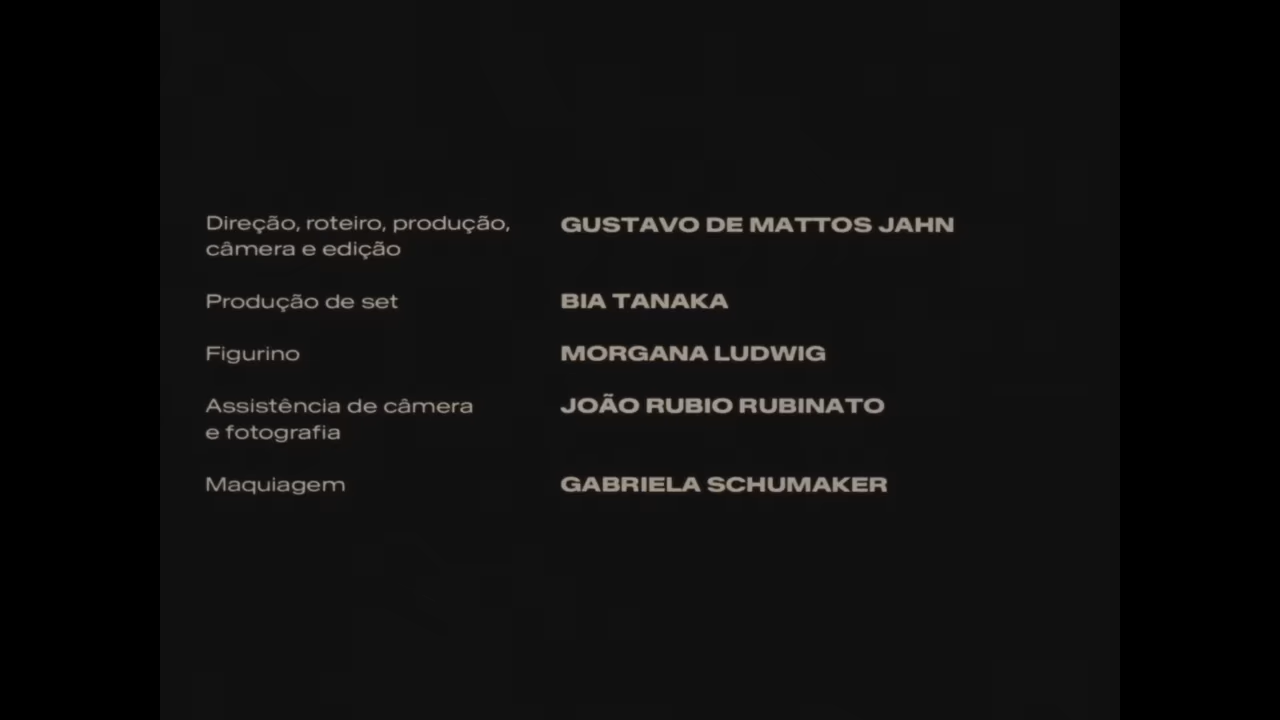 Direção, roteiro, produção, GUSTAVO DE MATTOS JAHN
câmera e edição
Produção de set BIA TANAKA
Figurino MORGANA LUDWIG
Assistência de câmera JOÃO RUBIO RUBINATO
e fotografia
Maquiagem GABRIELA SCHUMAKER